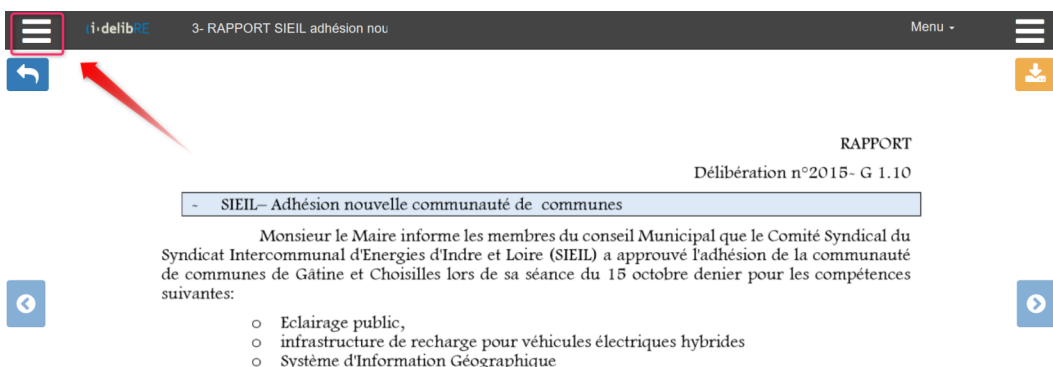 i-delibRE 3- RAPPORT SIEIL adhésion nou Menu
RAPPORT
Délibération n°2015- G 1.10
- SIEIL– Adhésion nouvelle communauté de communes
Monsieur le Maire informe les membres du conseil Municipal que le Comité Syndical du
Syndicat Intercommunal d'Energies d'Indre et Loire (SIEIL) a approuvé l'adhésion de la communauté
de communes de Gâtine et Choisilles lors de sa séance du 15 octobre denier pour les compétences
suivantes:
o Eclairage public,
o infrastructure de recharge pour véhicules électriques hybrides
o Système d'Information Géographique